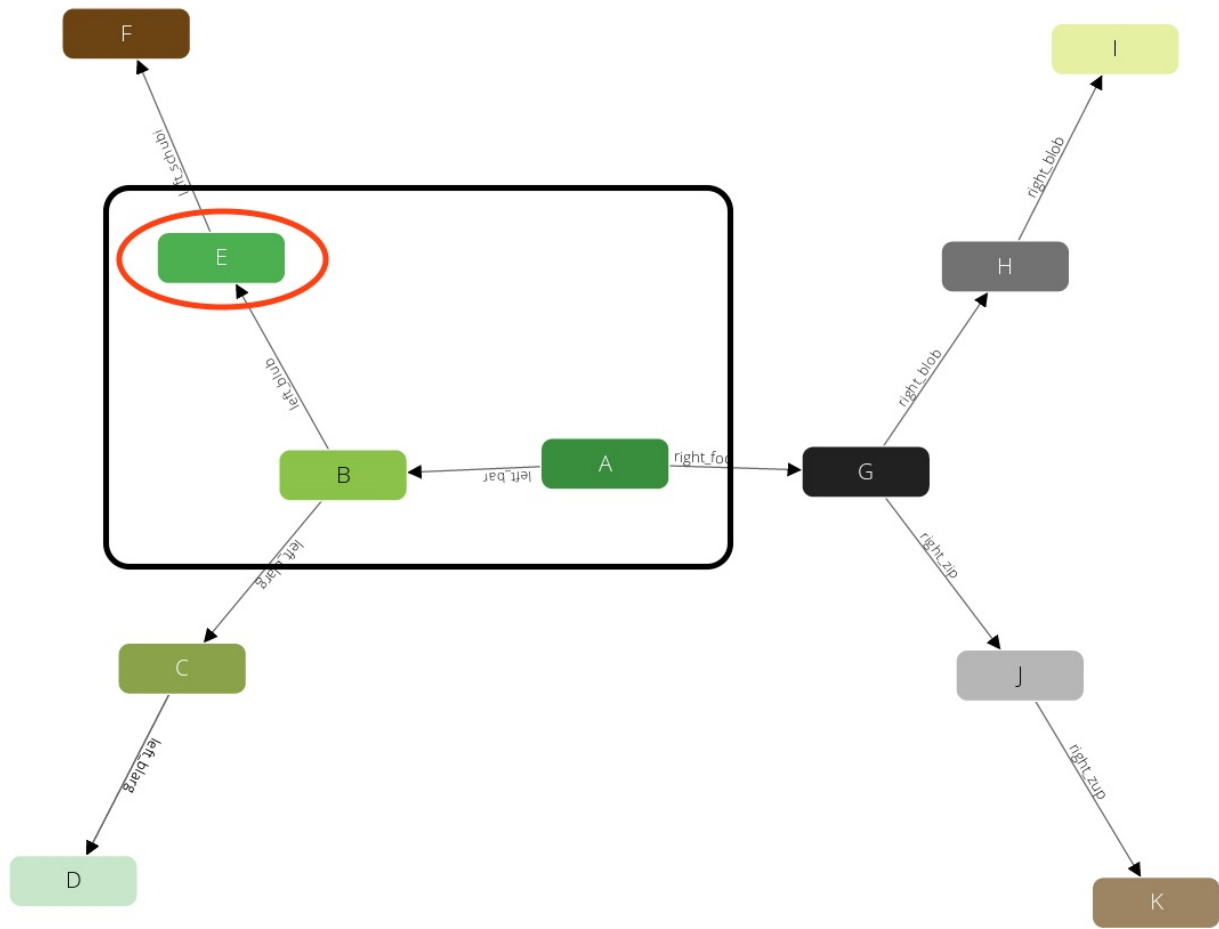 F
I
left_schubi
right_blob
E
H
left_blub
right_blob
A
right_foo
B
left_bar
G
left_blarg
right_zip
C
J
left_blarg
right_zup
D
K